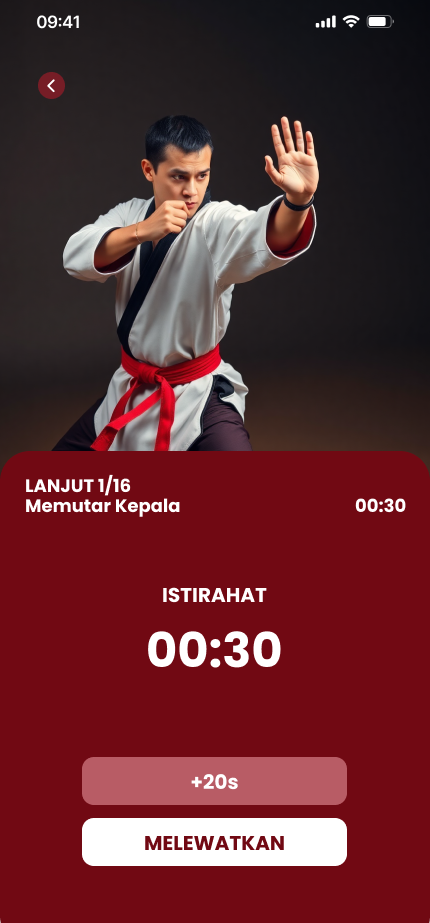 09:41
LANJUT 1/16
Memutar Kepala
00:30
ISTIRAHAT
00:30
+20s
MELEWATKAN